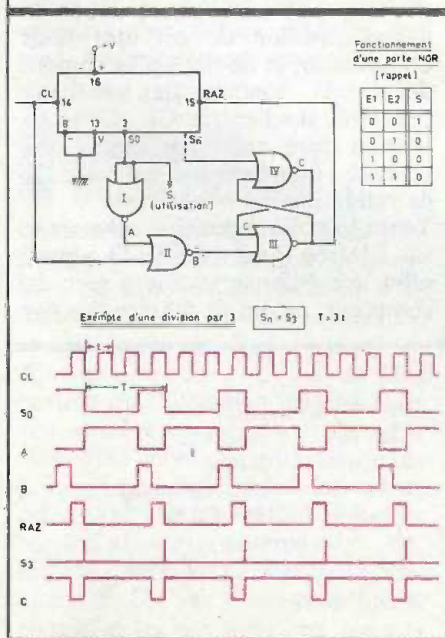 +V
16
CL
14
15
RAZ
8
13
3
-
V
S0
Sn
I
S
(utilisation)
A
II
B
IV
C
C
III
Fonctionnement
d'une porte NOR
(rappel)
E1 E2 S
0 0 1
0 1 0
1 0 0
1 1 0
Exemple d'une division par 3 Sn = S3 T = 3t
t
CL
T
S0
A
B
RAZ
S3
C